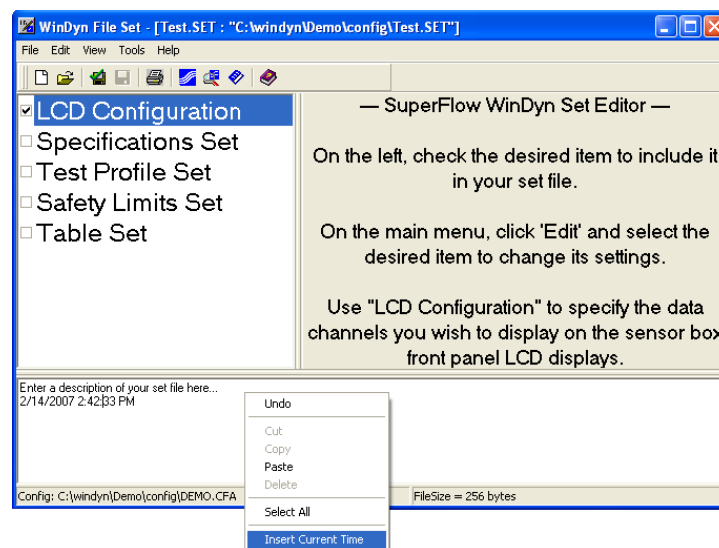 WinDyn File Set - [Test.SET : "C:\windyn\Demo\config\Test.SET"]
File Edit View Tools Help
LCD Configuration
Specifications Set
Test Profile Set
Safety Limits Set
Table Set
— SuperFlow WinDyn Set Editor —
On the left, check the desired item to include it
in your set file.
On the main menu, click 'Edit' and select the
desired item to change its settings.
Use "LCD Configuration" to specify the data
channels you wish to display on the sensor box
front panel LCD displays.
Enter a description of your set file here...
2/14/2007 2:42:33 PM
Undo
Cut
Copy
Paste
Delete
Select All
Insert Current Time
Config: C:\windyn\Demo\config\DEMO.CFA
FileSize = 256 bytes